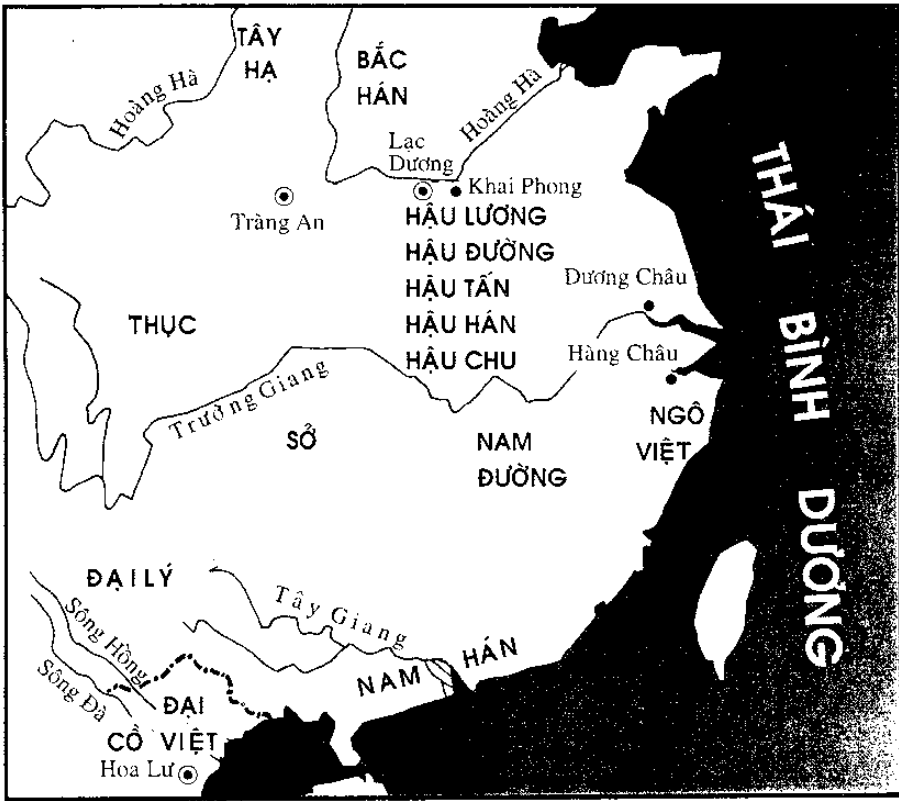 TÂY
HẠ
BẮC
HÁN
Hoàng Hà
Hoàng Hà
Lạc
Dương
Khai Phong
Tràng An
HẬU LƯƠNG
HẬU ĐƯỜNG
HẬU TẤN
HẬU HÁN
HẬU CHU
Dương Châu
Hàng Châu
THỤC
Trưởng Giang
SỞ
NAM
ĐƯỜNG
NGÔ
VIỆT
THÁI BÌNH DƯƠNG
ĐẠI LÝ
Sông Hồng
Sông Đà
Tây Giang
NAM HÁN
ĐẠI
CỒ VIỆT
Hoa Lư